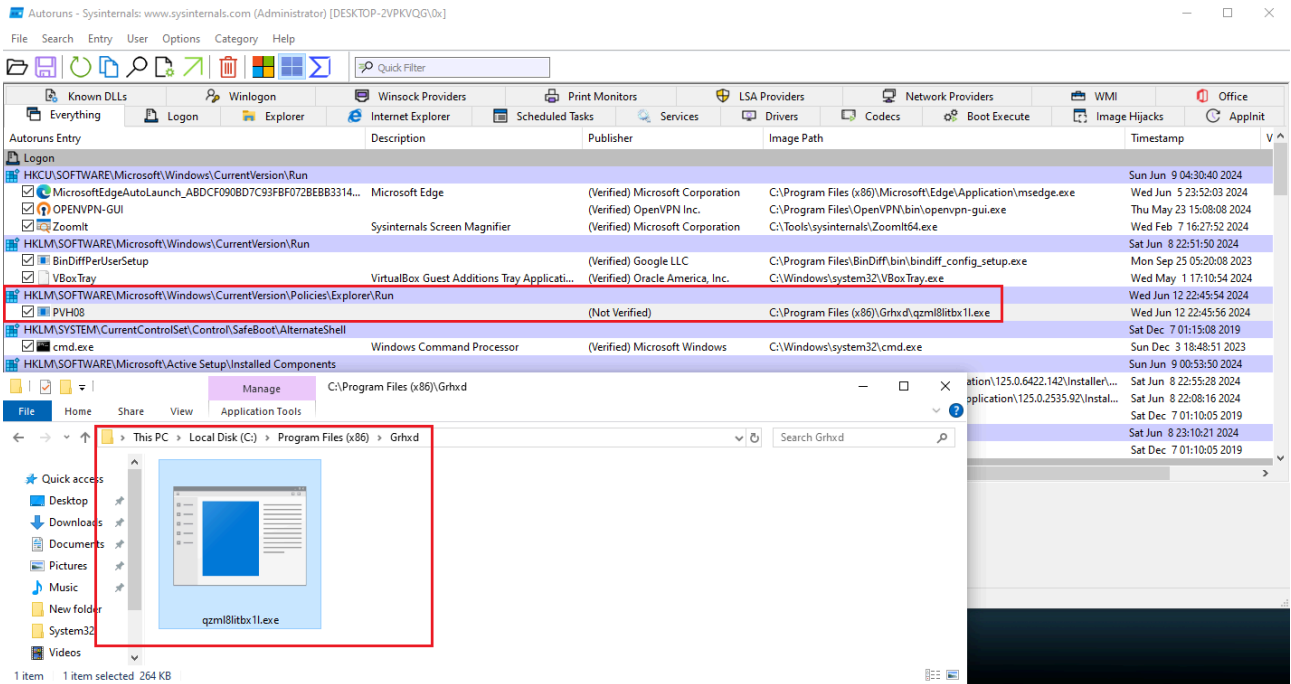 Autoruns - Sysinternals: www.sysinternals.com (Administrator) [DESKTOP-2VPKVQG\0x]
File Search Entry User Options Category Help
Quick Filter
Known DLLs Winlogon Winsock Providers Print Monitors LSA Providers Network Providers WMI Office
Everything Logon Explorer Internet Explorer Scheduled Tasks Services Drivers Codecs Boot Execute Image Hijacks AppInit
Autoruns Entry Description Publisher Image Path Timestamp V
Logon
HKCU\SOFTWARE\Microsoft\Windows\CurrentVersion\Run Sun Jun 9 04:30:40 2024
MicrosoftEdgeAutoLaunch_ABDCF090BD7C93FBF072BEBB3314... Microsoft Edge (Verified) Microsoft Corporation C:\Program Files (x86)\Microsoft\Edge\Application\msedge.exe Wed Jun 5 23:52:03 2024
OPENVPN-GUI (Verified) OpenVPN Inc. C:\Program Files\OpenVPN\bin\openvpn-gui.exe Thu May 23 15:08:08 2024
ZoomIt Sysinternals Screen Magnifier (Verified) Microsoft Corporation C:\Tools\sysinternals\ZoomIt64.exe Wed Feb 7 16:27:52 2024
HKLM\SOFTWARE\Microsoft\Windows\CurrentVersion\Run Sat Jun 8 22:51:50 2024
BinDiffPerUserSetup (Verified) Google LLC C:\Program Files\BinDiff\bin\bindiff_config_setup.exe Mon Sep 25 05:20:08 2023
VBoxTray VirtualBox Guest Additions Tray Applicati... (Verified) Oracle America, Inc. C:\Windows\system32\VBoxTray.exe Wed May 1 17:10:54 2024
HKLM\SOFTWARE\Microsoft\Windows\CurrentVersion\Policies\Explorer\Run Wed Jun 12 22:45:54 2024
PVH08 (Not Verified) C:\Program Files (x86)\Grhxd\qzml8litbx1l.exe Wed Jun 12 22:45:56 2024
HKLM\SYSTEM\CurrentControlSet\Control\SafeBoot\AlternateShell Sat Dec 7 01:15:08 2019
cmd.exe Windows Command Processor (Verified) Microsoft Windows C:\Windows\system32\cmd.exe Sun Dec 3 18:48:51 2023
HKLM\SOFTWARE\Microsoft\Active Setup\Installed Components Sun Jun 9 00:53:50 2024
ation\125.0.6422.142\Installer\... Sat Jun 8 22:55:28 2024
pplication\125.0.2535.92\Instal... Sat Jun 8 22:08:16 2024
Sat Dec 7 01:10:05 2019
Sat Jun 8 23:10:21 2024
Sat Dec 7 01:10:05 2019
Manage C:\Program Files (x86)\Grhxd
File Home Share View Application Tools
This PC Local Disk (C:) Program Files (x86) Grhxd Search Grhxd
Quick access
Desktop
Downloads
Documents
Pictures
Music
New folder
System32
Videos
qzml8litbx1l.exe
1 item 1 item selected 264 KB